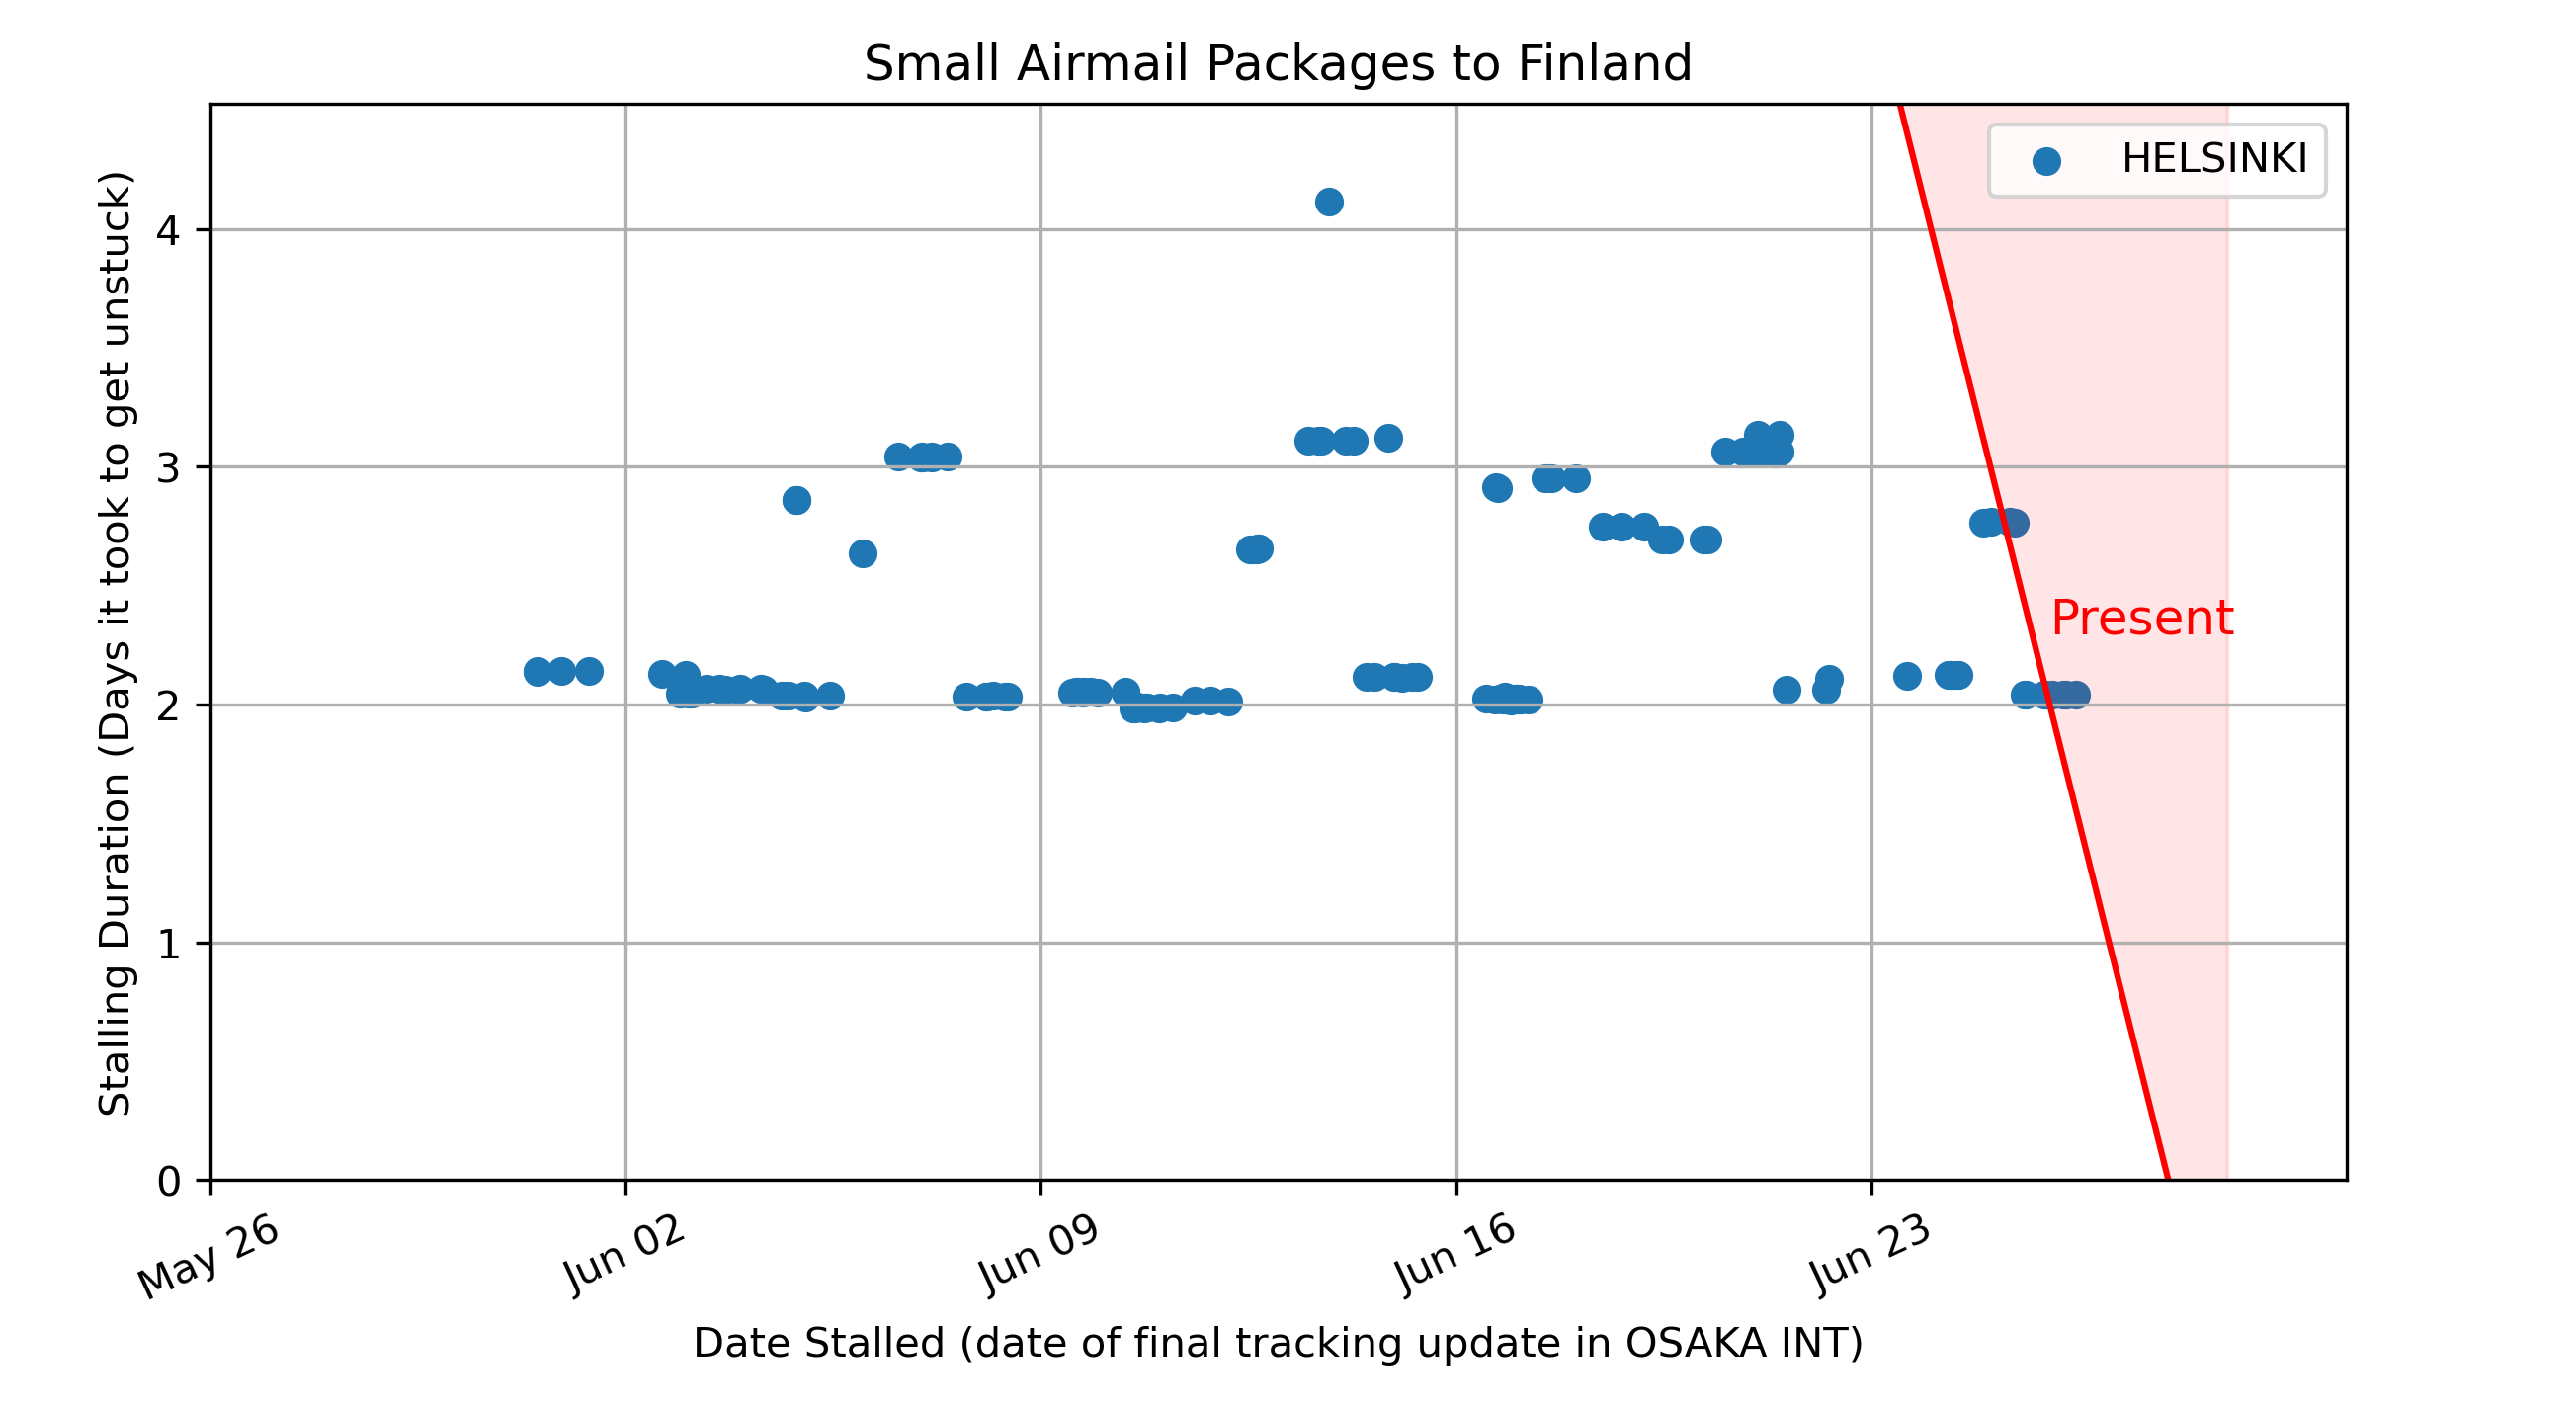 Small Airmail Packages to Finland
HELSINKI
Stalling Duration (Days it took to get unstuck)
4
3
2
1
0
Present
May 26
Jun 02
Jun 09
Jun 16
Jun 23
Date Stalled (date of final tracking update in OSAKA INT)